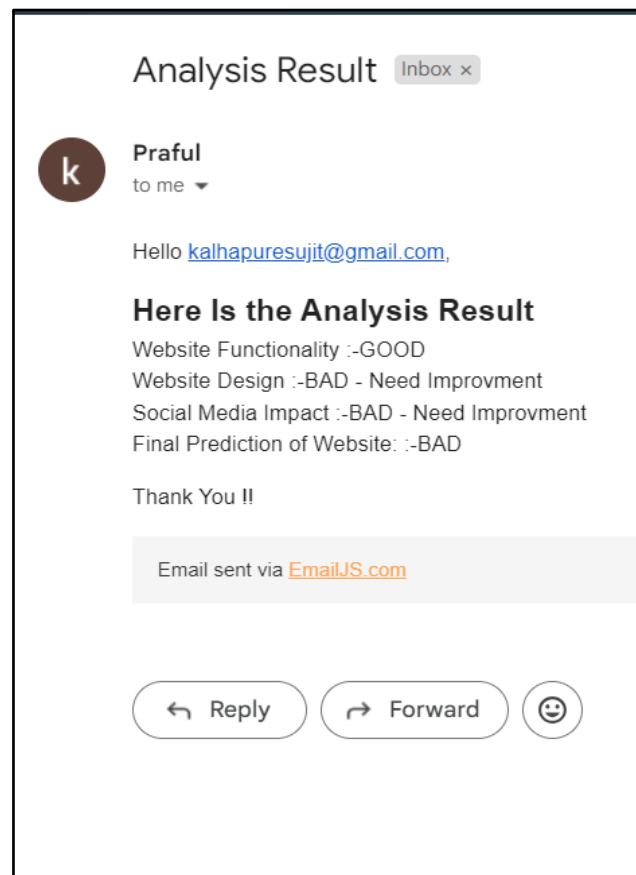 Analysis Result Inbox ×
k
Praful
to me
Hello kalhapuresujit@gmail.com,
Here Is the Analysis Result
Website Functionality :-GOOD
Website Design :-BAD - Need Improvment
Social Media Impact :-BAD - Need Improvment
Final Prediction of Website: :-BAD
Thank You !!
Email sent via EmailJS.com
Reply Forward